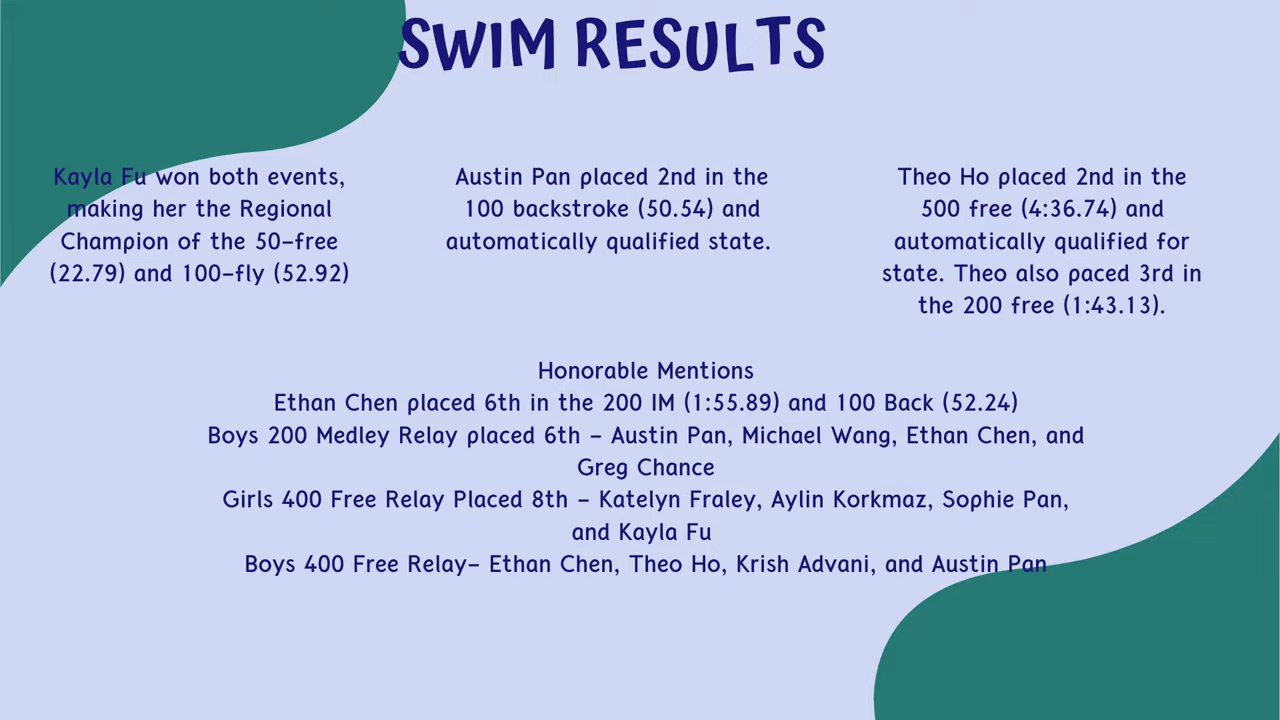 SWIM RESULTS
Kayla Fu won both events,
making her the Regional
Champion of the 50-free
(22.79) and 100-fly (52.92)
Austin Pan placed 2nd in the
100 backstroke (50.54) and
automatically qualified state.
Theo Ho placed 2nd in the
500 free (4:36.74) and
automatically qualified for
state. Theo also paced 3rd in
the 200 free (1:43.13).
Honorable Mentions
Ethan Chen placed 6th in the 200 IM (1:55.89) and 100 Back (52.24)
Boys 200 Medley Relay placed 6th - Austin Pan, Michael Wang, Ethan Chen, and
Greg Chance
Girls 400 Free Relay Placed 8th - Katelyn Fraley, Aylin Korkmaz, Sophie Pan,
and Kayla Fu
Boys 400 Free Relay- Ethan Chen, Theo Ho, Krish Advani, and Austin Pan